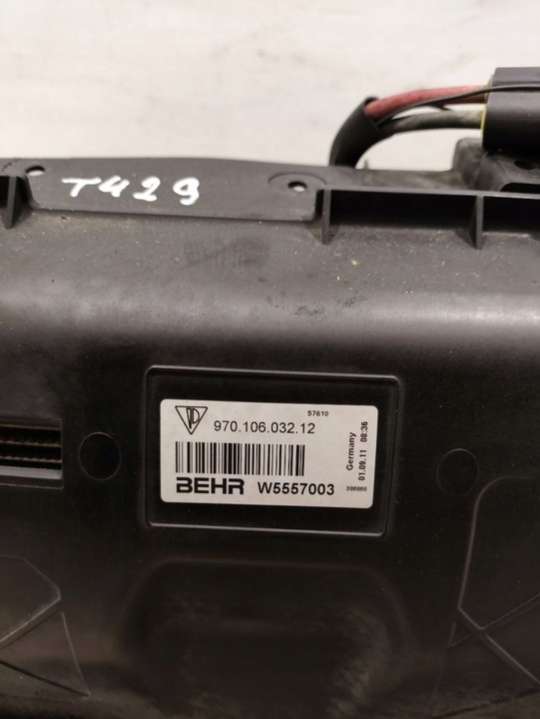 T429
57610
970.106.032.12
BEHR W5557003
Germany
01.09.11 08:36